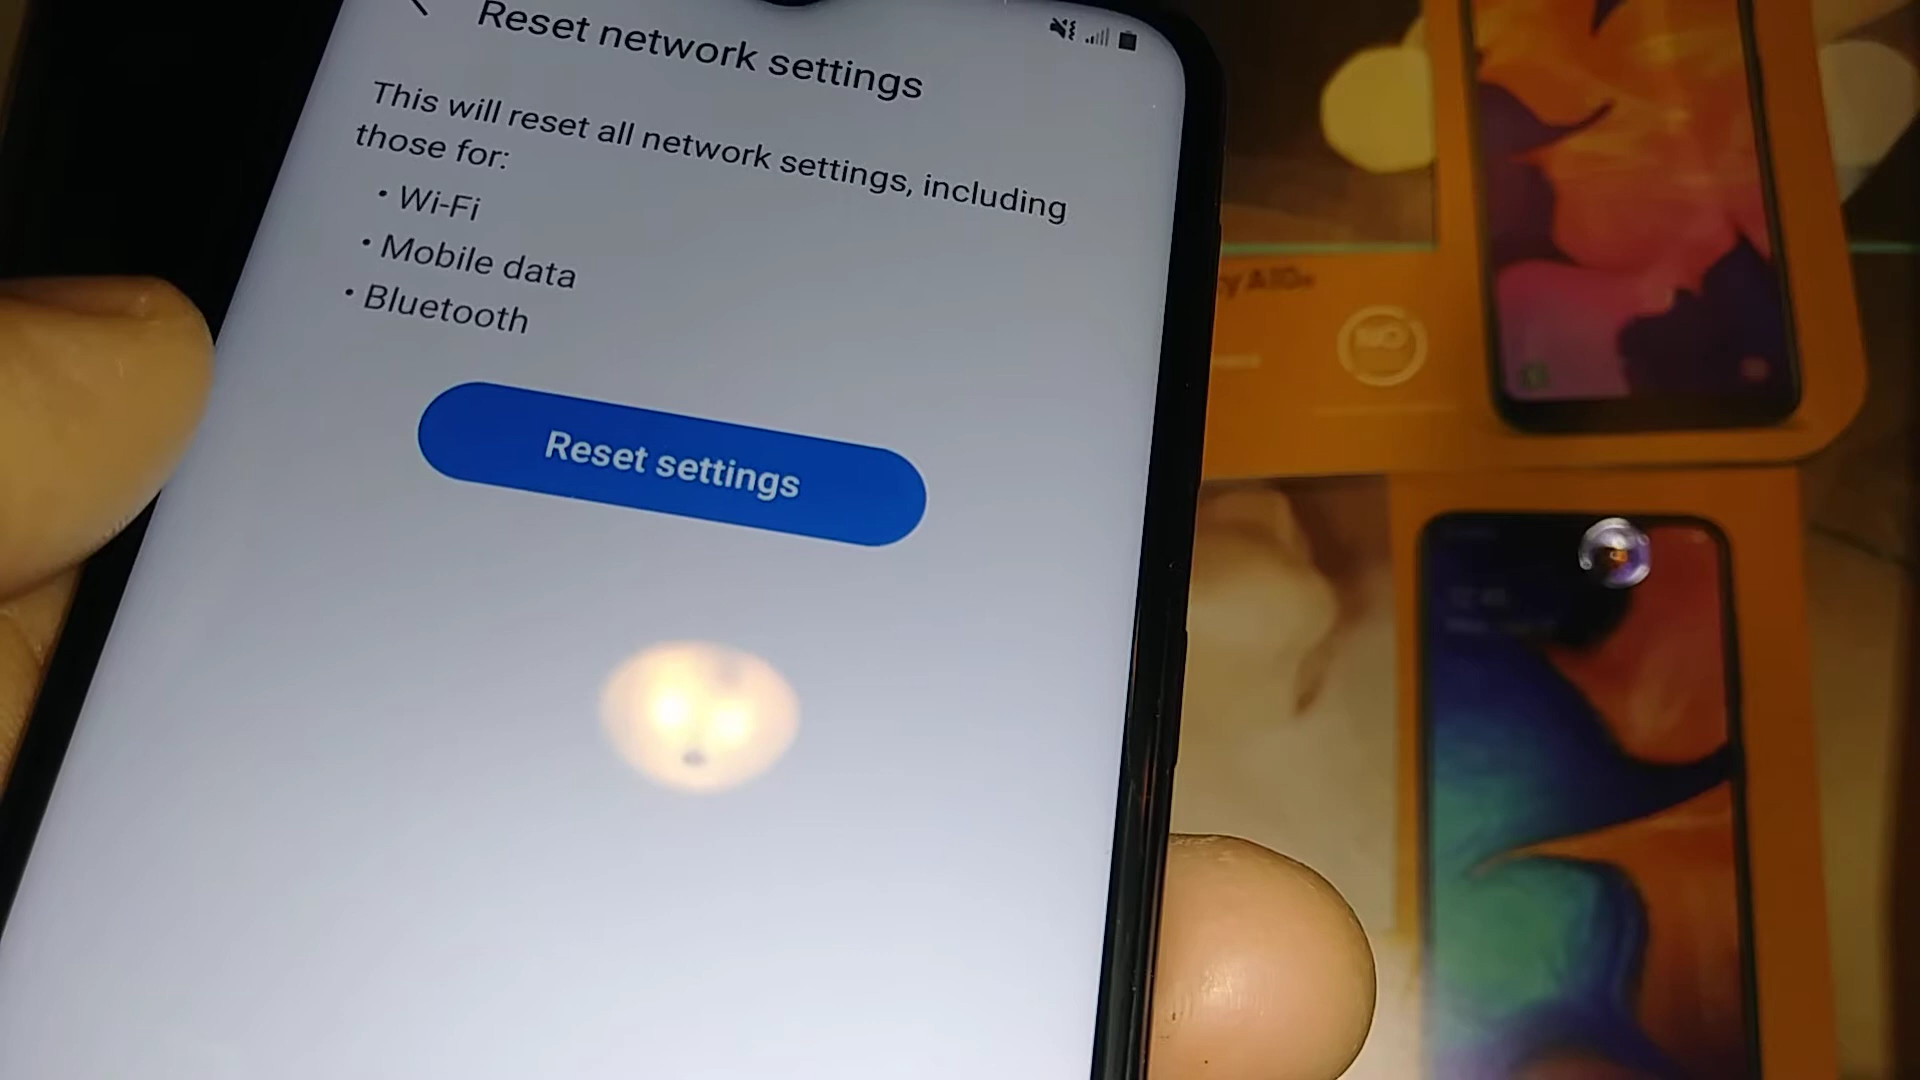 Reset network settings
This will reset all network settings, including
those for:
• Wi-Fi
• Mobile data
• Bluetooth
Reset settings